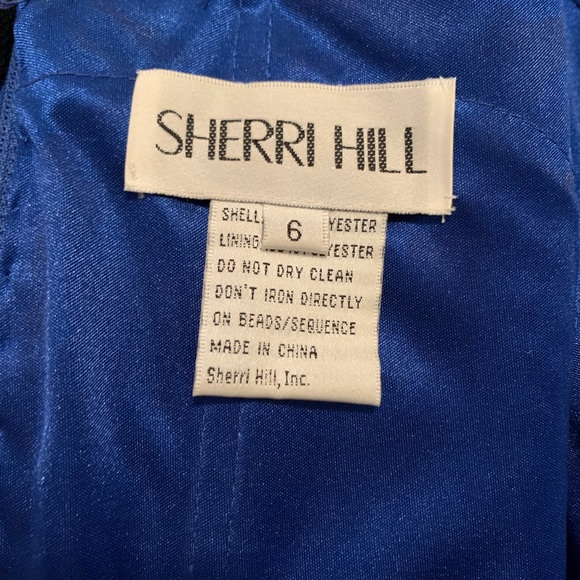 SHERRI HILL
6
SHELL YESTER
LINING YESTER
DO NOT DRY CLEAN
DON'T IRON DIRECTLY
ON BEADS/SEQUENCE
MADE IN CHINA
Sherri Hill, Inc.